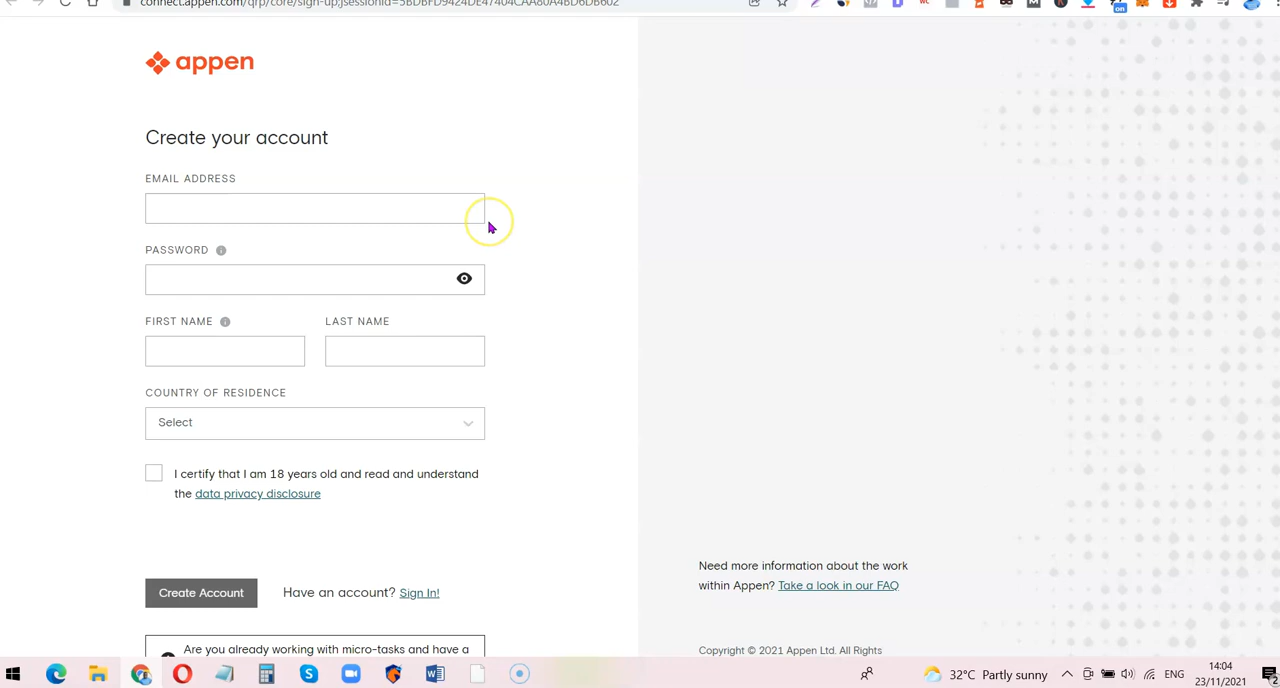 connect.appen.com/qrp/core/sign-up;jsessionid=5BDBFD9424DE47404CAA80A4BD6DB602
on
appen
Create your account
EMAIL ADDRESS
PASSWORD
FIRST NAME
LAST NAME
COUNTRY OF RESIDENCE
Select
I certify that I am 18 years old and read and understand
the data privacy disclosure
Create Account
Have an account? Sign In!
Are you already working with micro-tasks and have a
Need more information about the work
within Appen? Take a look in our FAQ
Copyright © 2021 Appen Ltd. All Rights
32°C Partly sunny
ENG
14:04
23/11/2021
2